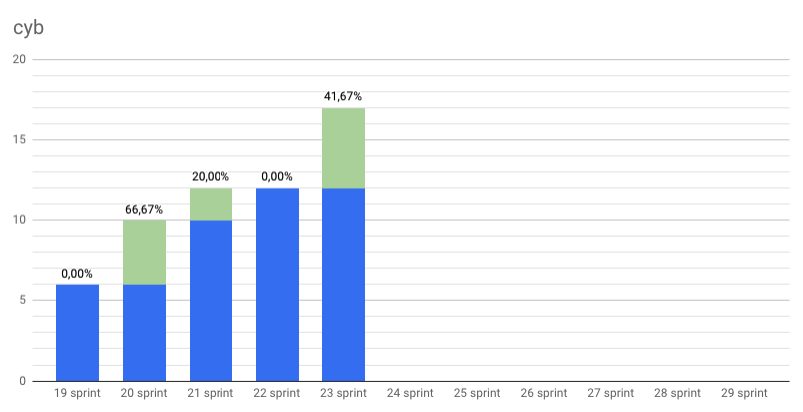 cyb
20
41,67%
15
20,00%
0,00%
66,67%
10
0,00%
5
0
19 sprint
20 sprint
21 sprint
22 sprint
23 sprint
24 sprint
25 sprint
26 sprint
27 sprint
28 sprint
29 sprint